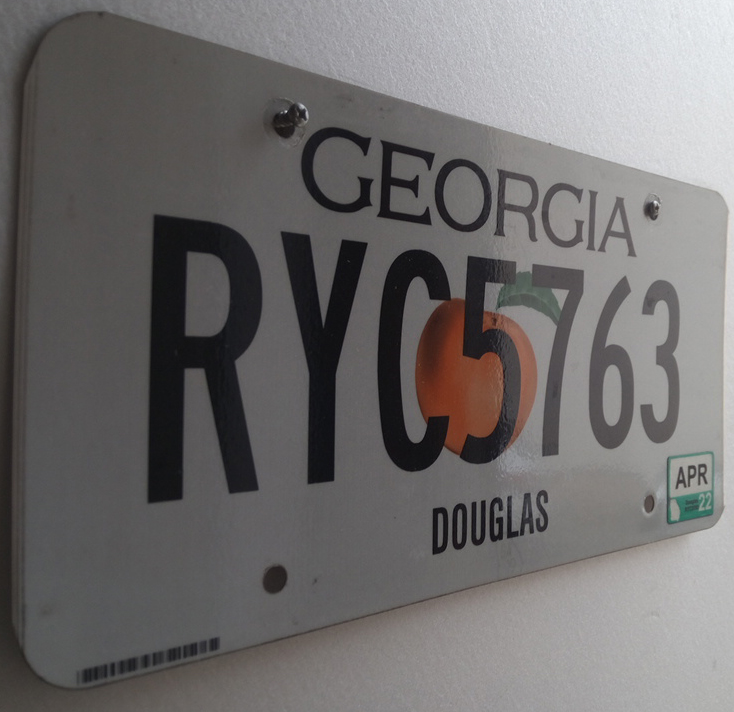 GEORGIA
RYC5763
APR
22
DOUGLAS